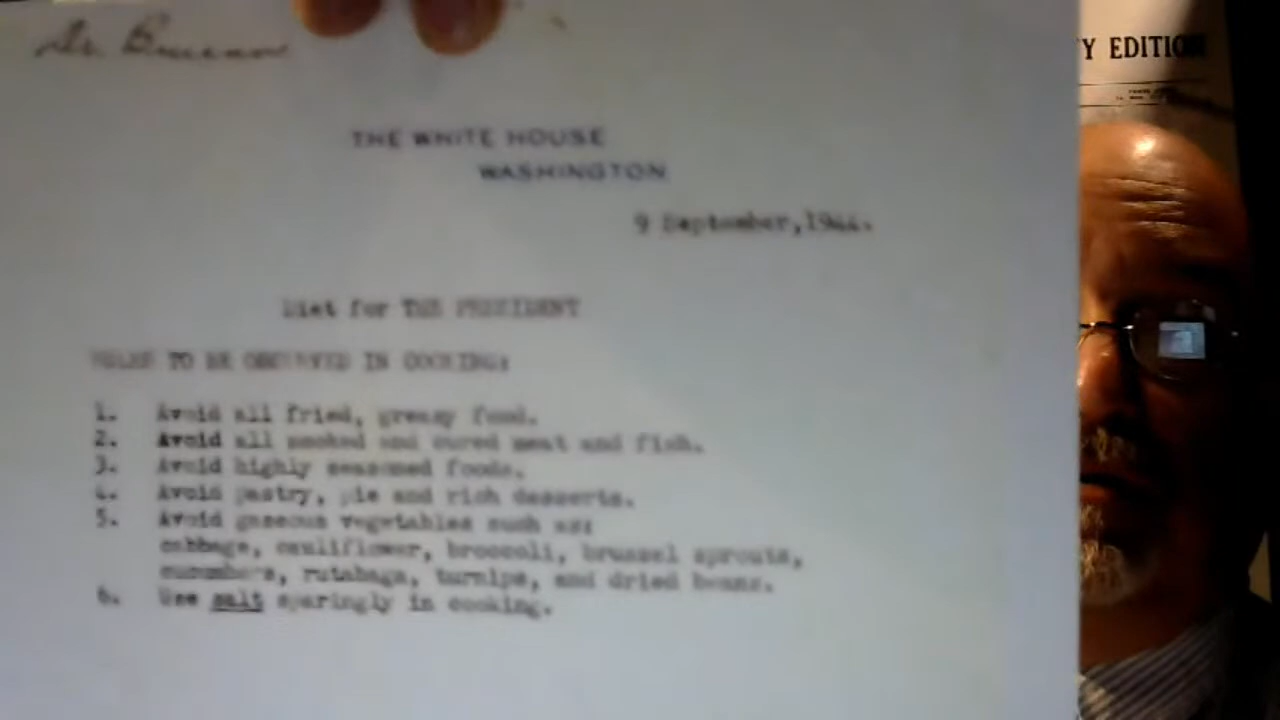 Y EDITION
Dr. Bruenn
THE WHITE HOUSE
WASHINGTON
9 September, 1944.
Diet for THE PRESIDENT
RULES TO BE OBSERVED IN COOKING:
1. Avoid all fried, greasy food.
2. Avoid all smoked and cured meat and fish.
3. Avoid highly seasoned foods.
4. Avoid pastry, pie and rich desserts.
5. Avoid gaseous vegetables such as:
cabbage, cauliflower, broccoli, brussel sprouts,
cucumbers, rutabaga, turnips, and dried beans.
6. Use salt sparingly in cooking.